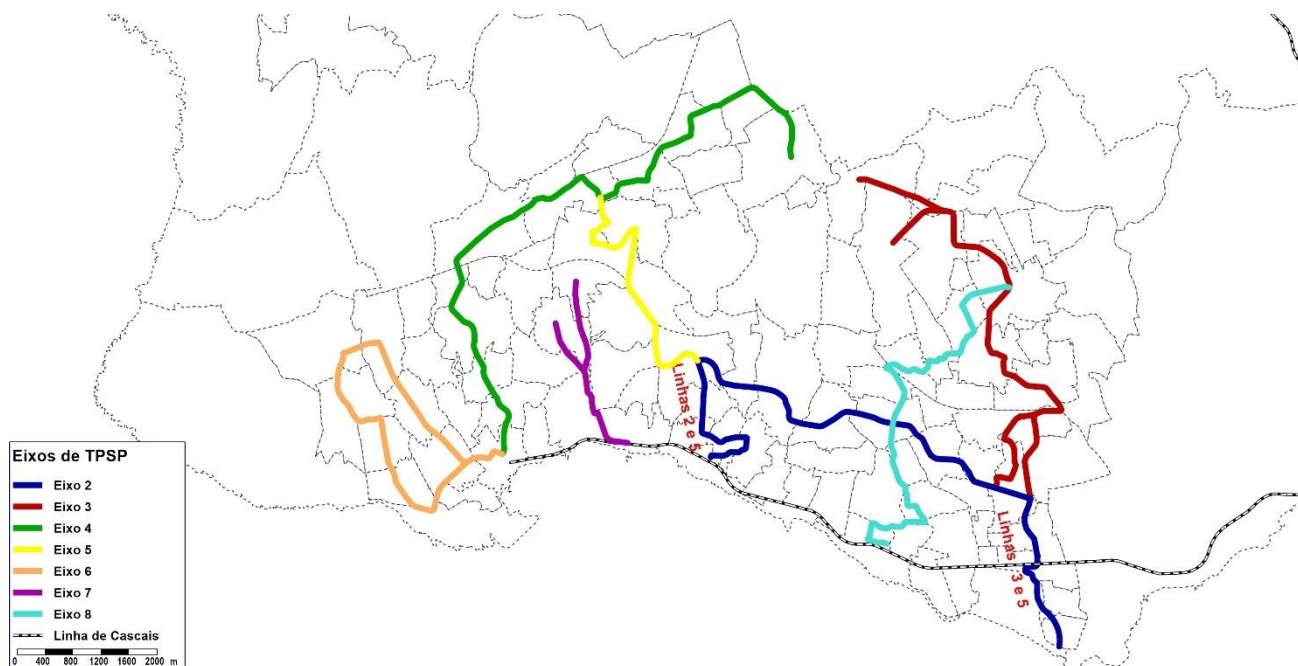 Linhas 2 e 5
Linhas 3 e 5
Eixos de TPSP
Eixo 2
Eixo 3
Eixo 4
Eixo 5
Eixo 6
Eixo 7
Eixo 8
Linha de Cascais
0 400 800 1200 1600 2000 m